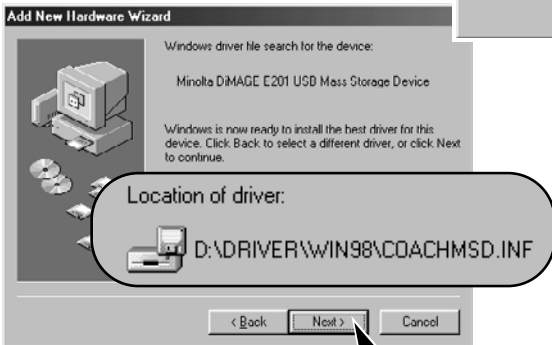 Add New Hardware Wizard
Windows driver file search for the device:
Minolta DiMAGE E201 USB Mass Storage Device
Windows is now ready to install the best driver for this
device. Click Back to select a different driver, or click Next
to continue.
Location of driver:
D:\DRIVER\WIN98\COACHMSD.INF
< Back
Next >
Cancel